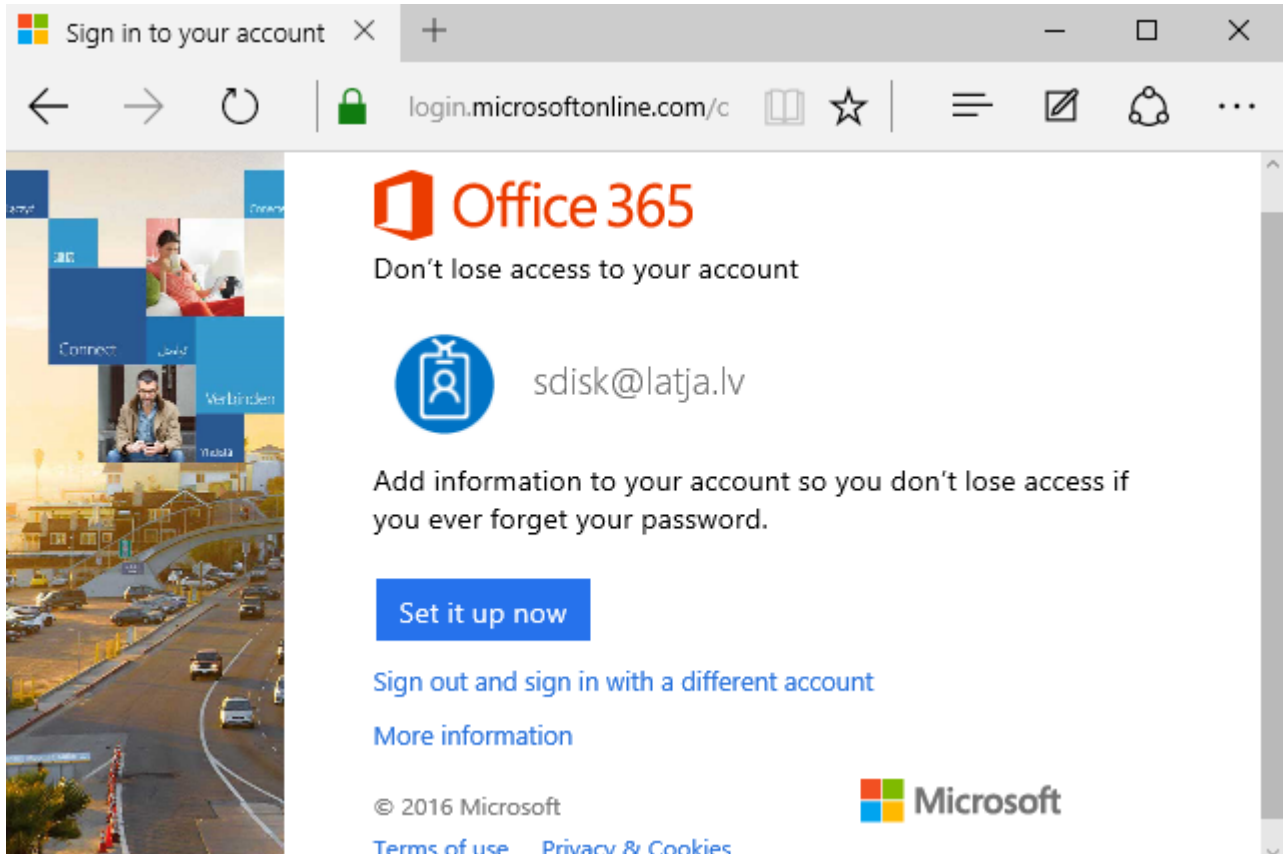 Sign in to your account
login.microsoftonline.com/c
Office 365
Don't lose access to your account
sdisk@latja.lv
Connect
Verbinden
Add information to your account so you don't lose access if
you ever forget your password.
Set it up now
Sign out and sign in with a different account
More information
© 2016 Microsoft
Microsoft
Terms of use Privacy & Cookies